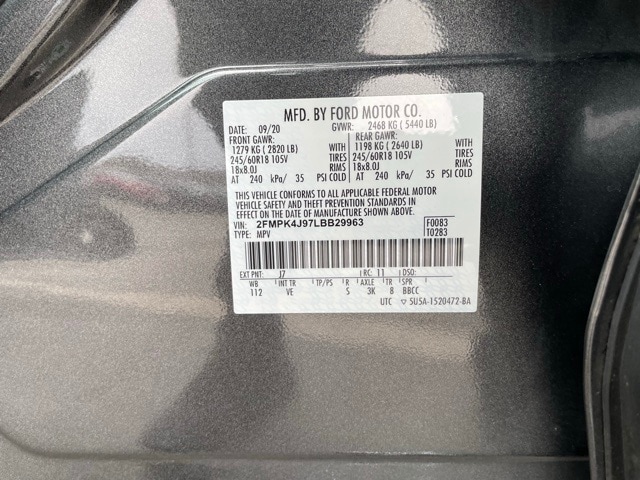 MFD. BY FORD MOTOR CO.
DATE: 09/20 GVWR: 2468 KG ( 5440 LB)
FRONT GAWR: REAR GAWR:
1279 KG ( 2820 LB) WITH 1198 KG ( 2640 LB) WITH
245/60R18 105V TIRES 245/60R18 105V TIRES
18x8.0J RIMS 18x8.0J RIMS
AT 240 kPa/ 35 PSI COLD AT 240 kPa/ 35 PSI COLD
THIS VEHICLE CONFORMS TO ALL APPLICABLE FEDERAL MOTOR
VEHICLE SAFETY AND THEFT PREVENTION STANDARDS IN
EFFECT ON THE DATE OF MANUFACTURE SHOWN ABOVE.
VIN: 2FMPK4J97LBB29963 F0083
TYPE: MPV T0283
EXT PNT: J7 RC: 11 DSO:
WB INT TR TP/PS R AXLE TR SPR
112 VE S 3K 8 BBCC
UTC ▽ 5U5A-1520472-BA